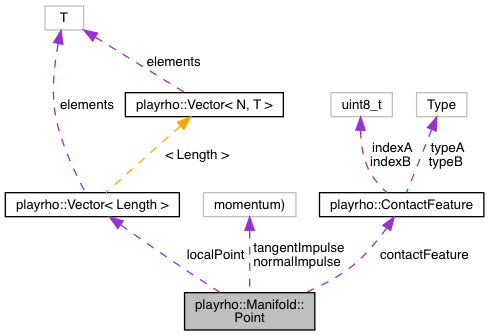 T
elements
playrho::Vector< N, T >
uint8_t
Type
elements
indexA
indexB
typeA
typeB
< Length >
playrho::Vector< Length >
momentum)
playrho::ContactFeature
localPoint
tangentImpulse
normalImpulse
contactFeature
playrho::Manifold::
Point